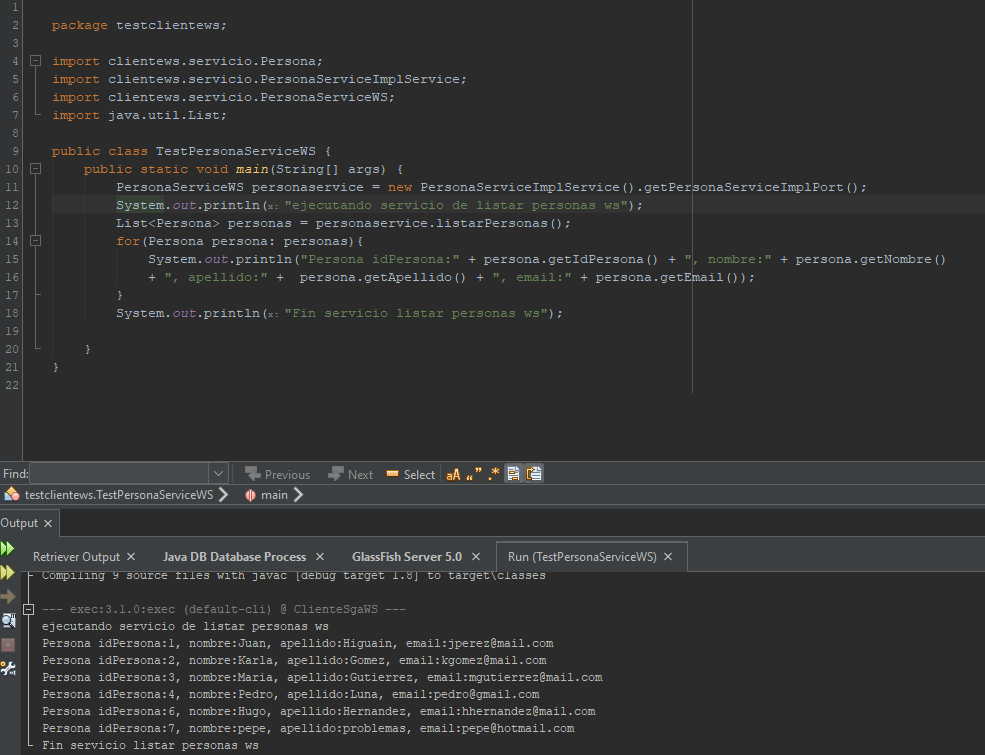 1
2 package testclientews;
3
4 import clientews.servicio.Persona;
5 import clientews.servicio.PersonaServiceImplService;
6 import clientews.servicio.PersonaServiceWS;
7 import java.util.List;
8
9 public class TestPersonaServiceWS {
10 public static void main(String[] args) {
11 PersonaServiceWS personaservice = new PersonaServiceImplService().getPersonaServiceImplPort();
12 System.out.println(x: "ejecutando servicio de listar personas ws");
13 List<Persona> personas = personaservice.listarPersonas();
14 for(Persona persona: personas){
15 System.out.println("Persona idPersona:" + persona.getIdPersona() + ", nombre:" + persona.getNombre()
16 + ", apellido:" + persona.getApellido() + ", email:" + persona.getEmail());
17 }
18 System.out.println(x: "Fin servicio listar personas ws");
19
20 }
21 }
22
Find: Previous Next Select aA “” .*
testclientews.TestPersonaServiceWS main
Output
Retriever Output Java DB Database Process GlassFish Server 5.0 Run (TestPersonaServiceWS)
Compiling 9 source files with javac [debug target 1.8] to target\classes
--- exec:3.1.0:exec (default-cli) @ ClienteSgaWS ---
ejecutando servicio de listar personas ws
Persona idPersona:1, nombre:Juan, apellido:Higuain, email:jperez@mail.com
Persona idPersona:2, nombre:Karla, apellido:Gomez, email:kgomez@mail.com
Persona idPersona:3, nombre:Maria, apellido:Gutierrez, email:mgutierrez@mail.com
Persona idPersona:4, nombre:Pedro, apellido:Luna, email:pedro@gmail.com
Persona idPersona:6, nombre:Hugo, apellido:Hernandez, email:hhernandez@mail.com
Persona idPersona:7, nombre:pepe, apellido:problemas, email:pepe@hotmail.com
Fin servicio listar personas ws